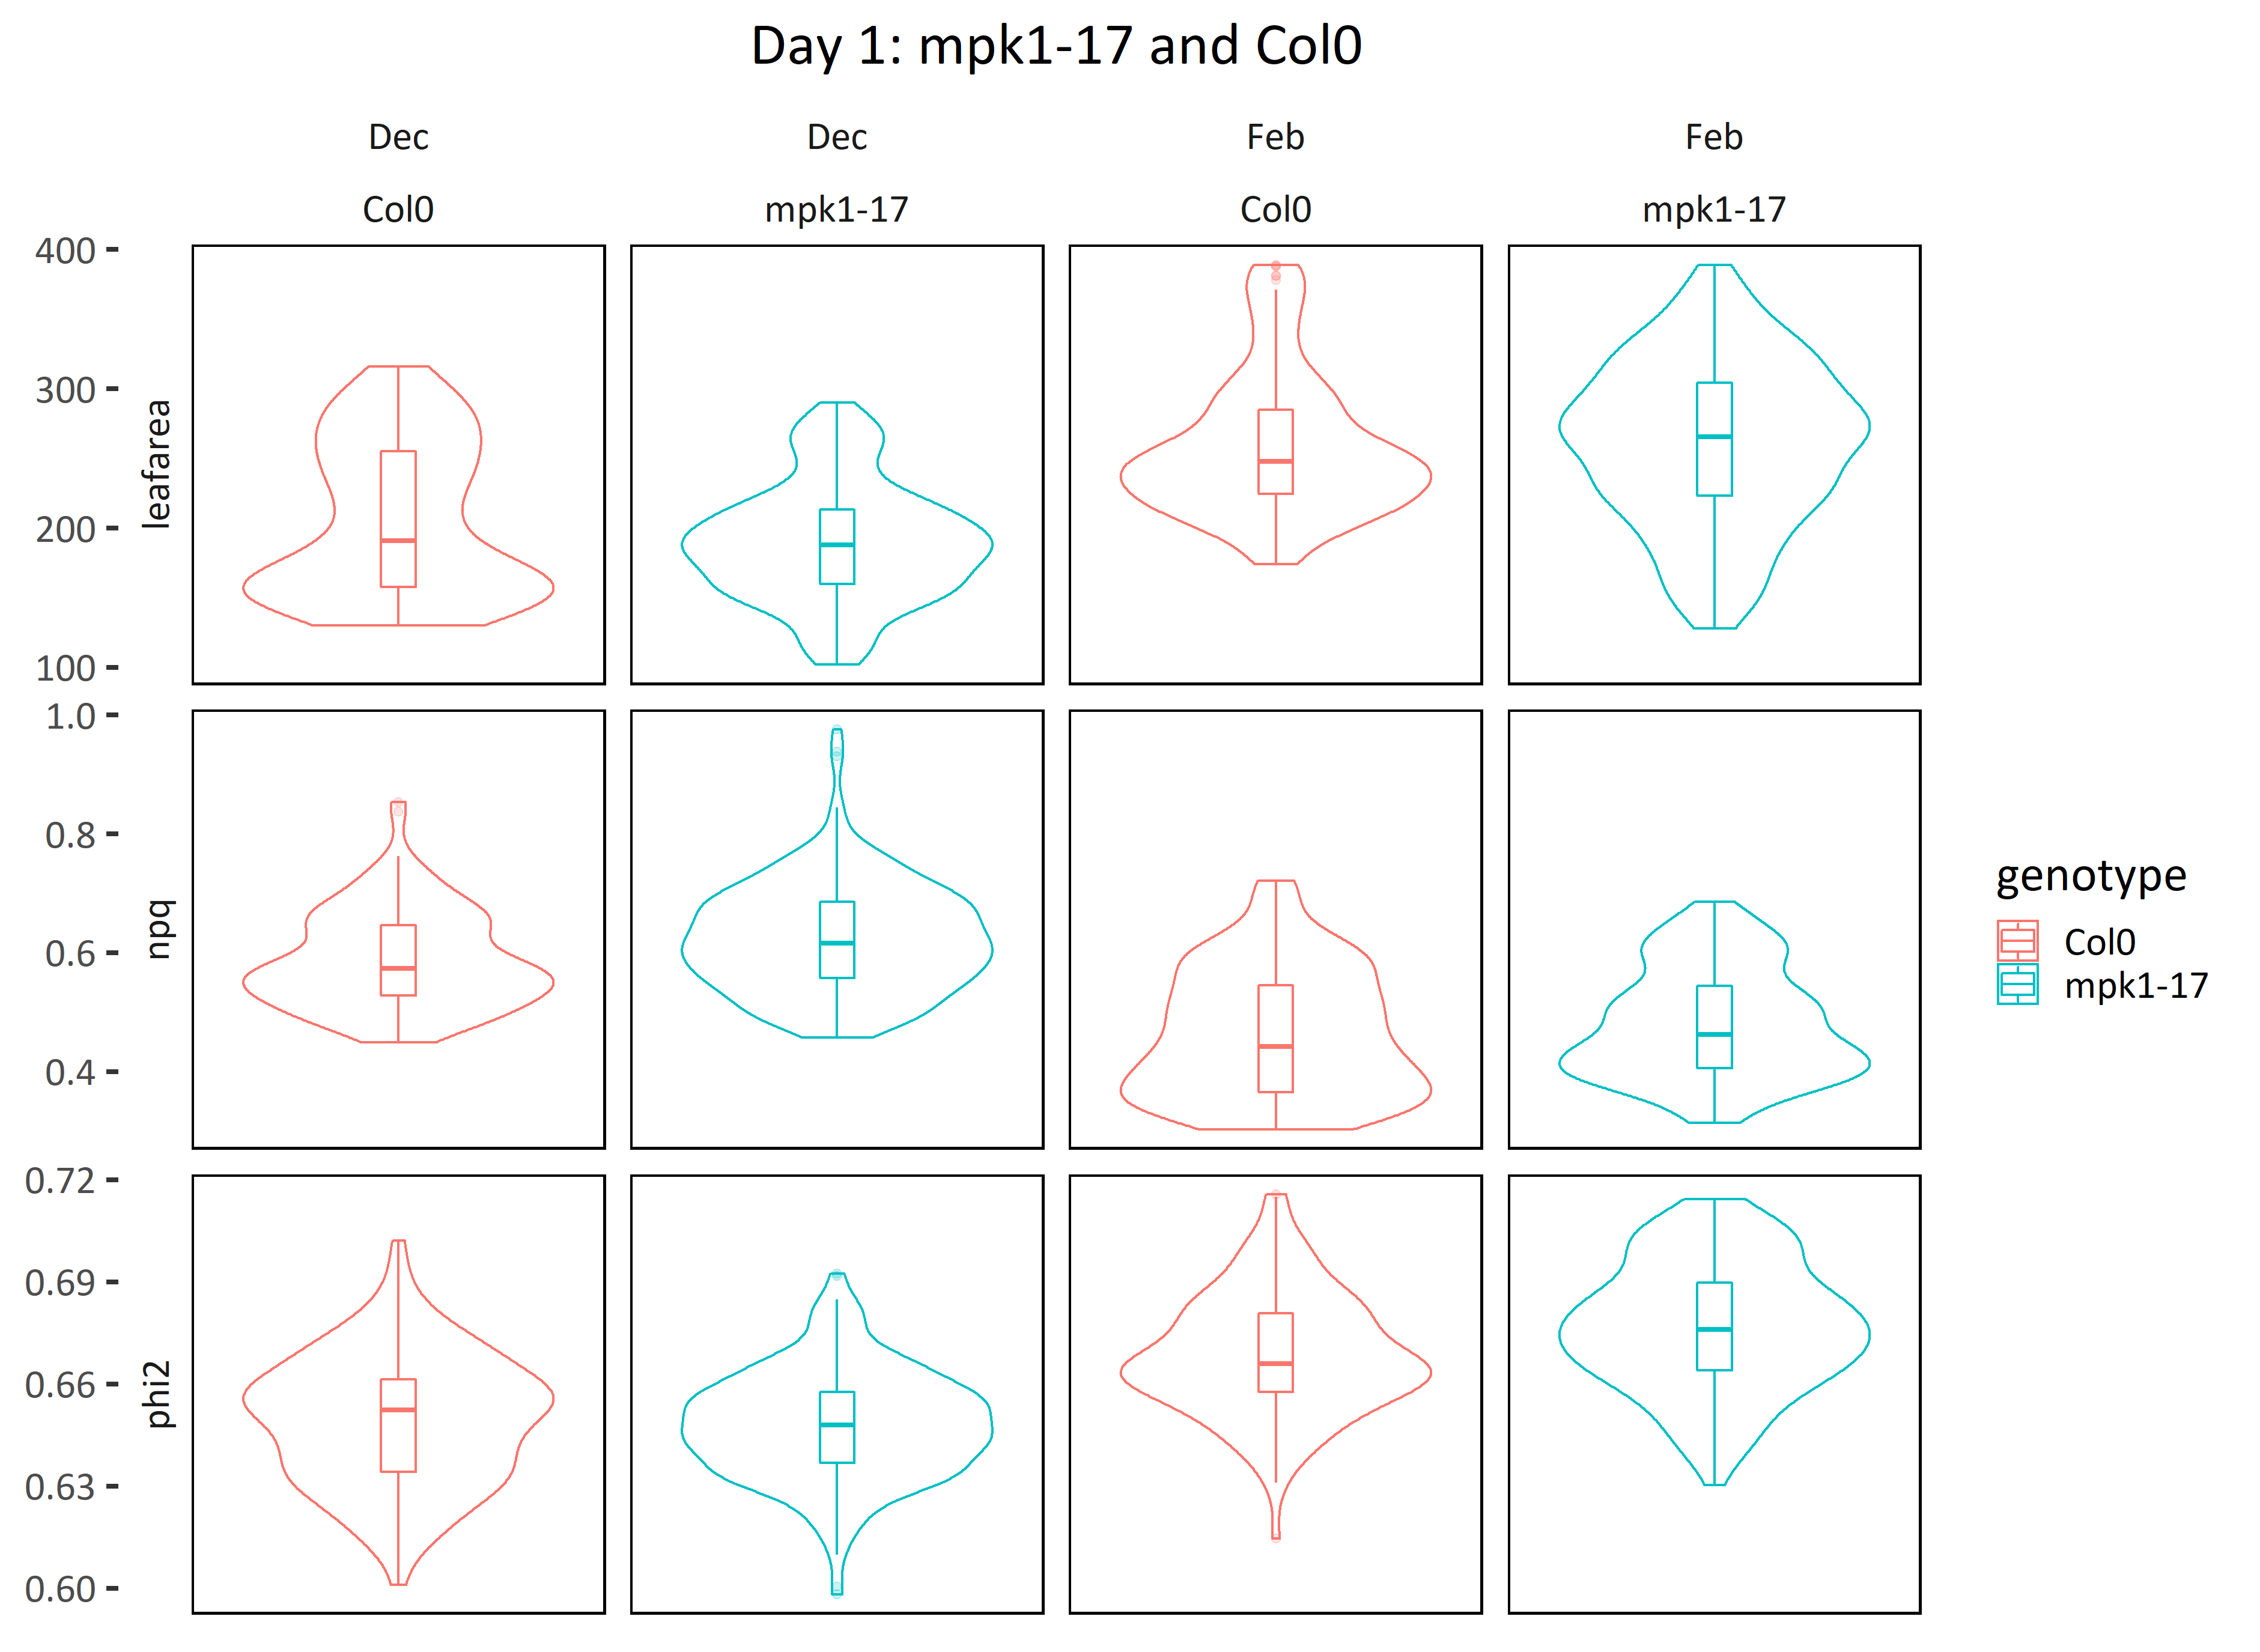 Day 1: mpk1-17 and Col0
Dec Dec Feb Feb
Col0 mpk1-17 Col0 mpk1-17
400
300
200
100
leafarea
1.0
0.8
0.6
0.4
npq
0.72
0.69
0.66
0.63
0.60
phi2
genotype
Col0
mpk1-17